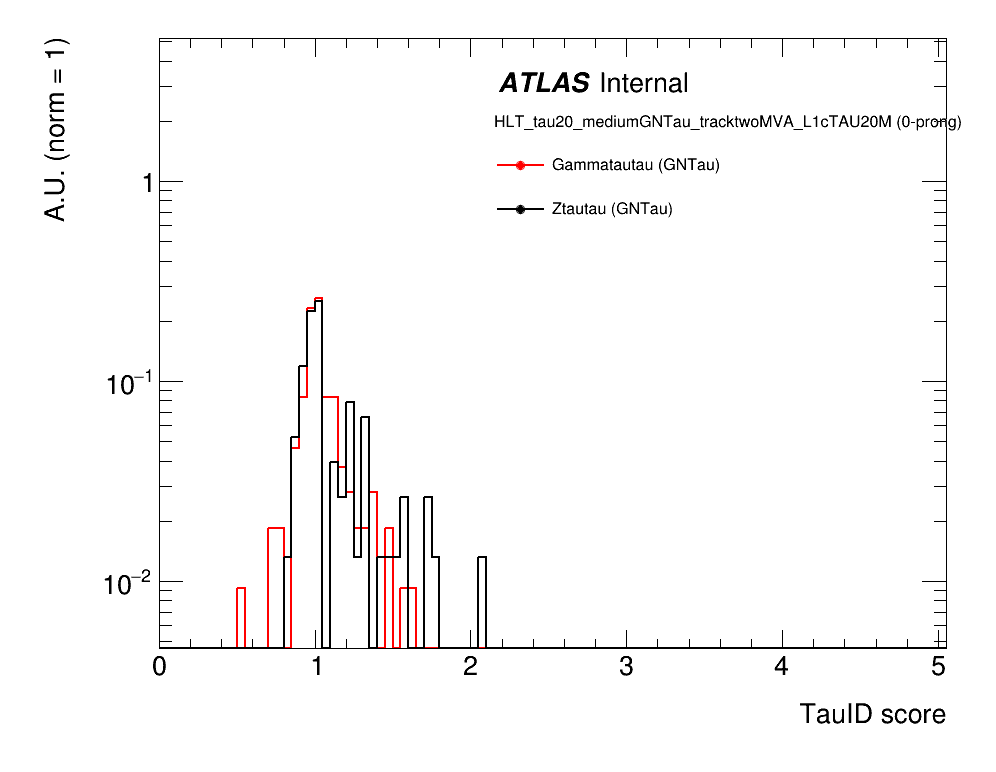 A.U. (norm = 1)
ATLAS Internal
HLT_tau20_mediumGNTau_tracktwoMVA_L1cTAU20M (0-prong)
Gammatautau (GNTau)
Ztautau (GNTau)
1
10⁻¹
10⁻²
0 1 2 3 4 5
TauID score